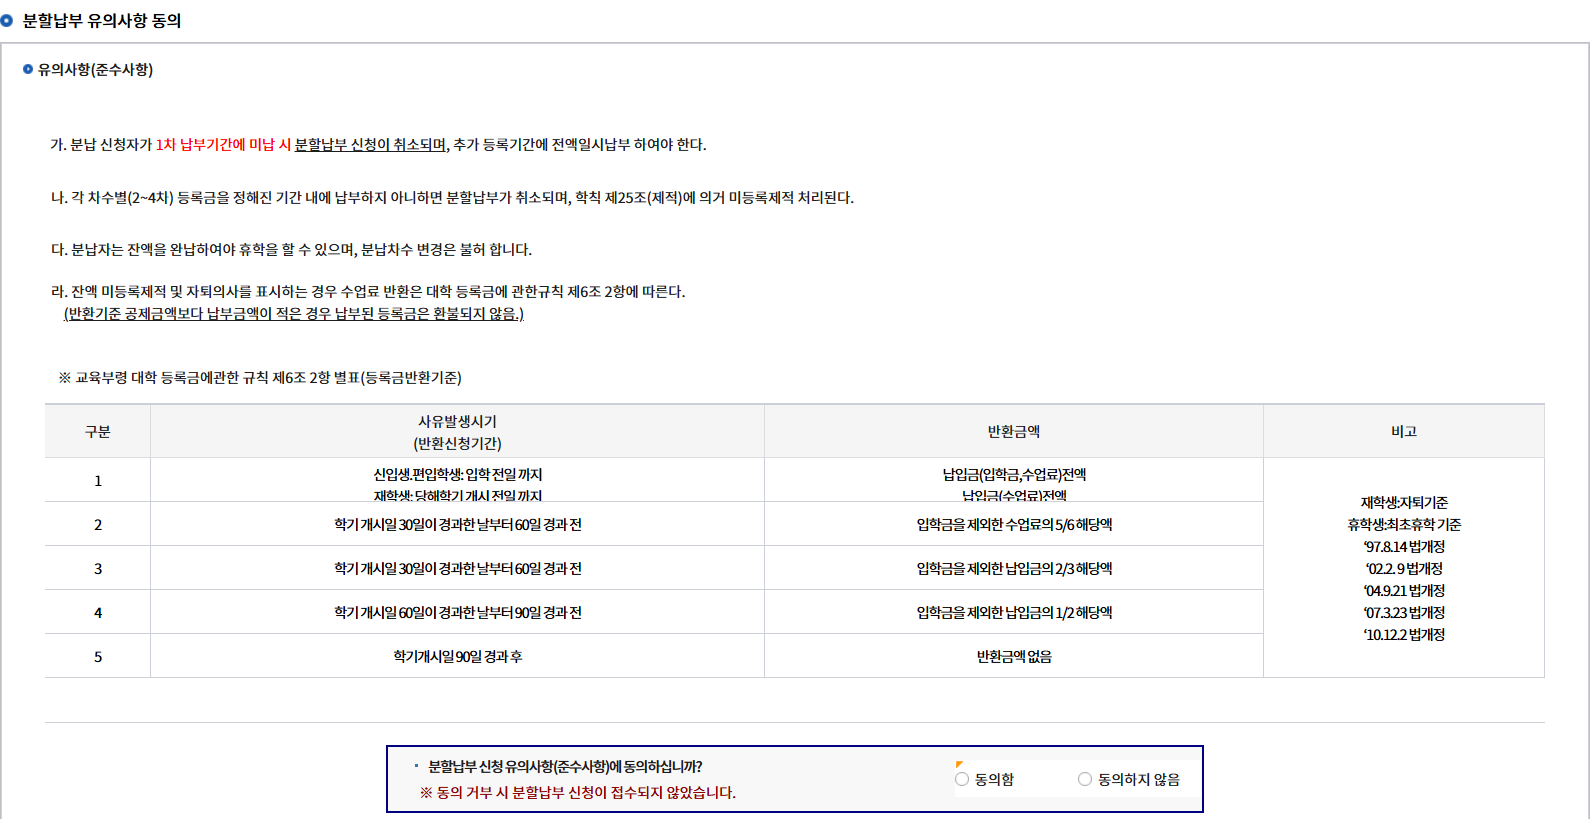 분할납부 유의사항 동의
유의사항(준수사항)
가. 분납 신청자가 1차 납부기간에 미납 시 분할납부 신청이 취소되며, 추가 등록기간에 전액일시납부 하여야 한다.
나. 각 차수별(2~4차) 등록금을 정해진 기간 내에 납부하지 아니하면 분할납부가 취소되며, 학칙 제25조(제적)에 의거 미등록제적 처리된다.
다. 분납자는 잔액을 완납하여야 휴학을 할 수 있으며, 분납차수 변경은 불허 합니다.
라. 잔액 미등록제적 및 자퇴의사를 표시하는 경우 수업료 반환은 대학 등록금에 관한규칙 제6조 2항에 따른다.
(반환기준 공제금액보다 납부금액이 적은 경우 납부된 등록금은 환불되지 않음.)
※ 교육부령 대학 등록금에관한 규칙 제6조 2항 별표(등록금반환기준)
구분
사유발생시기
(반환신청기간)
반환금액
비고
1
신입생.편입학생: 입학 전일 까지
재학생: 당해학기 개시 전일 까지
납입금(입학금,수업료)전액
납입금(수업료)전액
2
학기 개시일 30일이 경과한 날부터 60일 경과 전
입학금을 제외한 수업료의 5/6 해당액
3
학기 개시일 30일이 경과한 날부터 60일 경과 전
입학금을 제외한 납입금의 2/3 해당액
4
학기 개시일 60일이 경과한 날부터 90일 경과 전
입학금을 제외한 납입금의 1/2 해당액
5
학기개시일 90일 경과 후
반환금액 없음
재학생:자퇴기준
휴학생:최초휴학 기준
‘97.8.14 법개정
‘02.2. 9 법개정
‘04.9.21 법개정
‘07.3.23 법개정
‘10.12.2 법개정
분할납부 신청 유의사항(준수사항)에 동의하십니까?
※ 동의 거부 시 분할납부 신청이 접수되지 않았습니다.
동의함
동의하지 않음